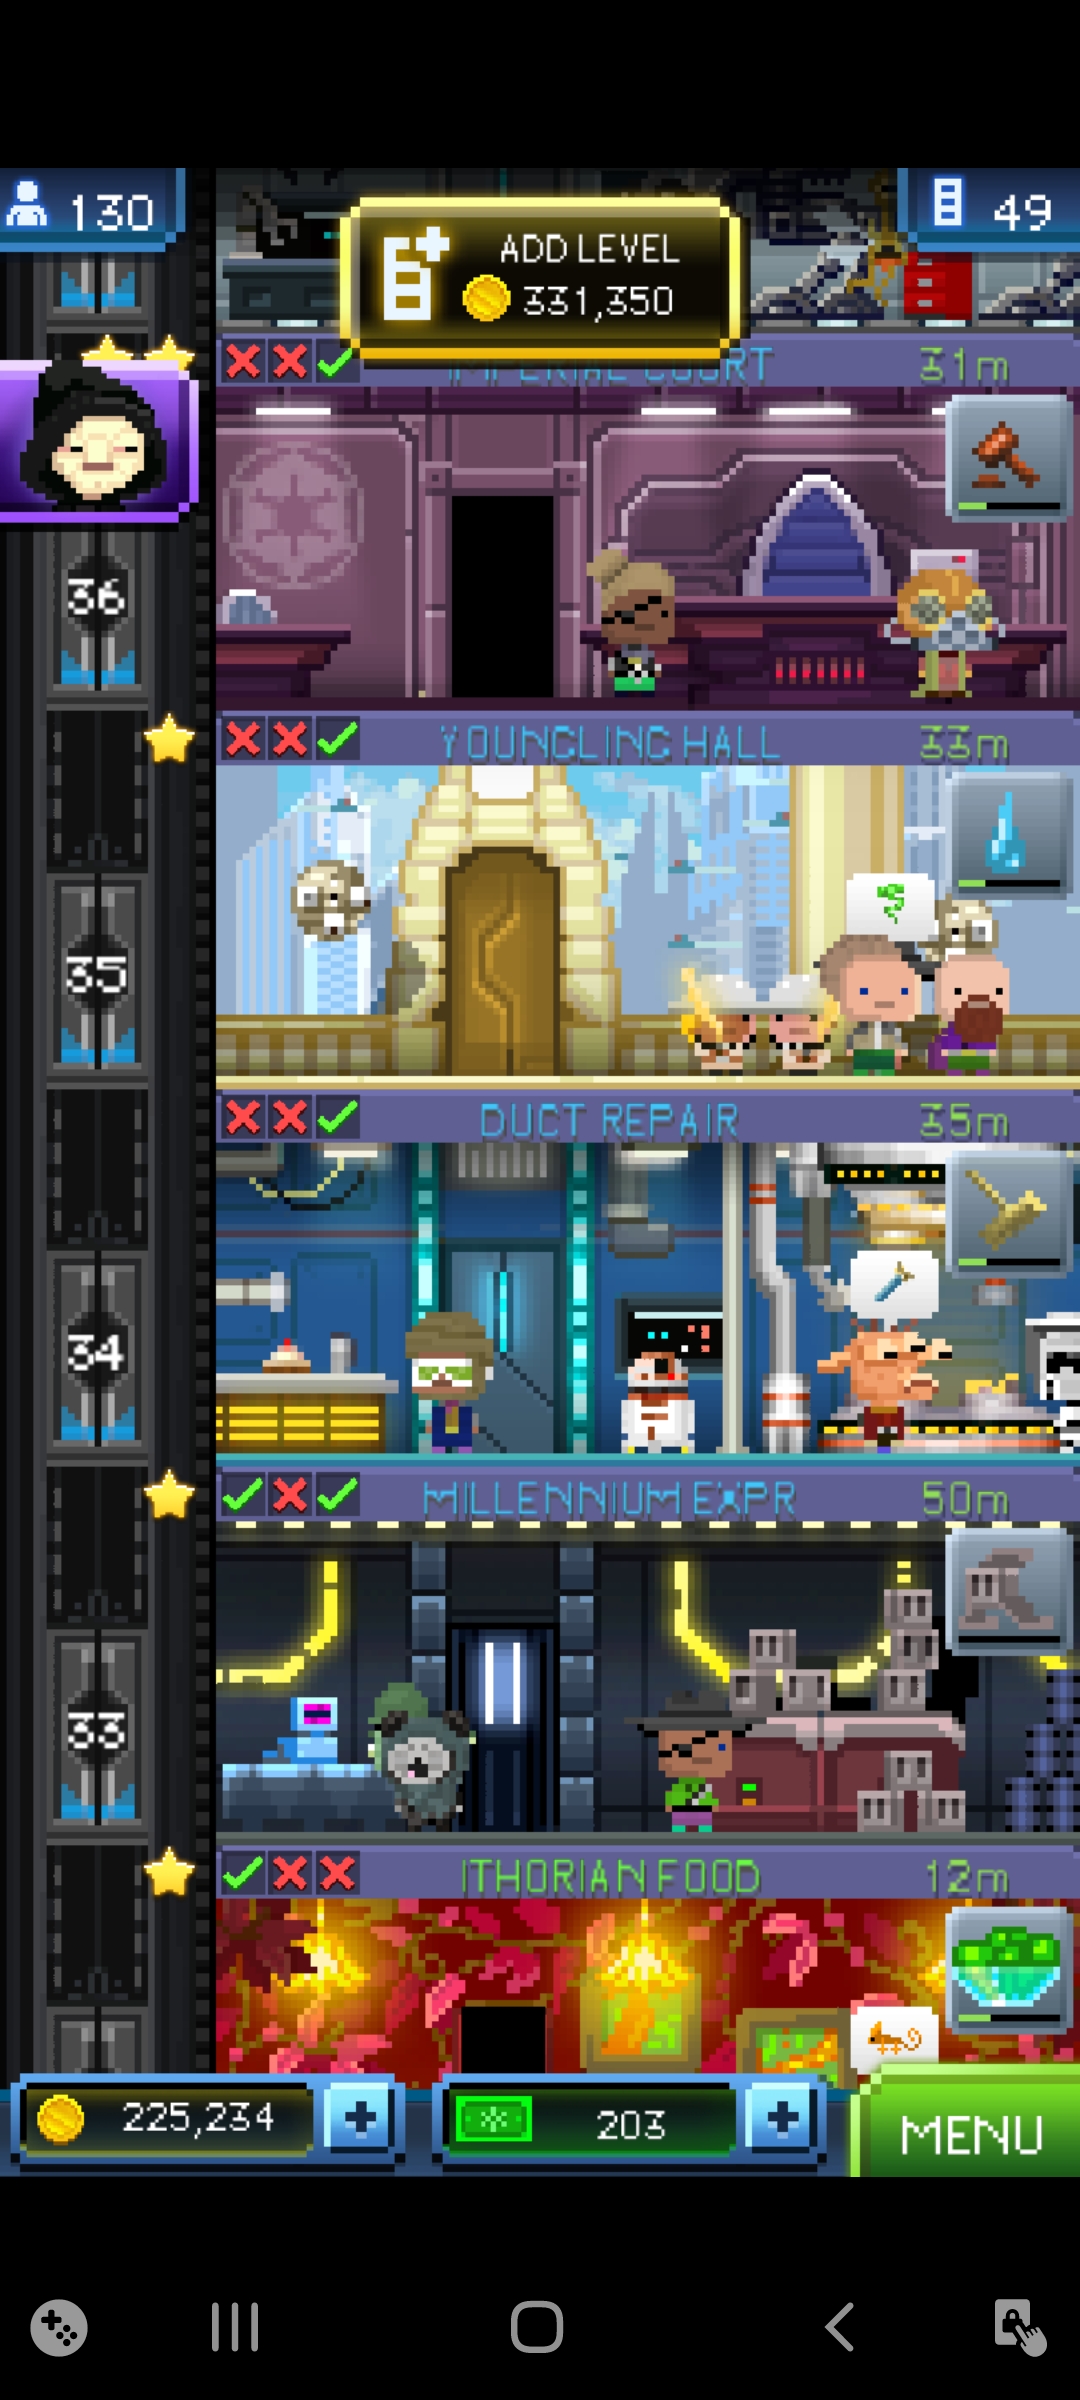 130
49
ADD LEVEL
331,350
IMPERIAL COURT 31m
36
YOUNGLING HALL 33m
35
DUCT REPAIR 35m
34
MILLENNIUM EXPR 50m
33
ITHORIAN FOOD 12m
225,234
203
MENU